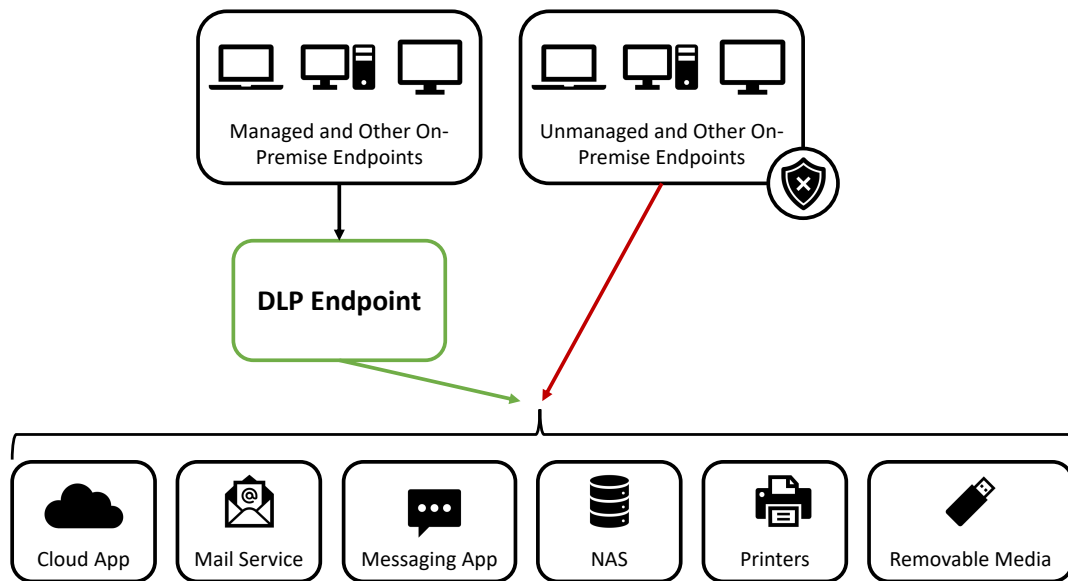 Managed and Other On-
Premise Endpoints
Unmanaged and Other On-
Premise Endpoints
DLP Endpoint
@
Cloud App
Mail Service
Messaging App
NAS
Printers
Removable Media